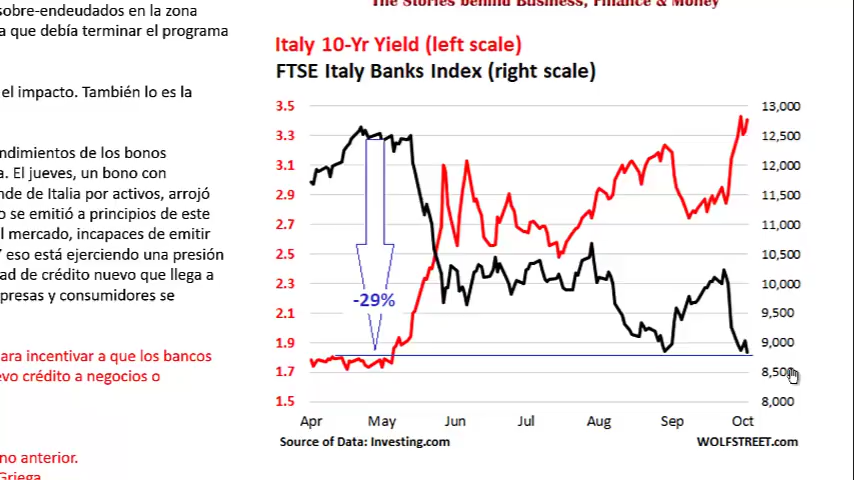 sobre-endeudados en la zona
a que debía terminar el programa
el impacto. También lo es la
ndimientos de los bonos
a. El jueves, un bono con
nde de Italia por activos, arrojó
o se emitió a principios de este
l mercado, incapaces de emitir
Y eso está ejerciendo una presión
dad de crédito nuevo que llega a
presas y consumidores se
ara incentivar a que los bancos
evo crédito a negocios o
no anterior.
Griega
The Stories behind Business, Finance & Money
Italy 10-Yr Yield (left scale)
FTSE Italy Banks Index (right scale)
3.5 13,000
3.3 12,500
3.1 12,000
2.9 11,500
2.7 11,000
2.5 10,500
2.3 10,000
-29%
2.1 9,500
1.9 9,000
1.7 8,500
1.5 8,000
Apr May Jun Jul Aug Sep Oct
Source of Data: Investing.com WOLFSTREET.com